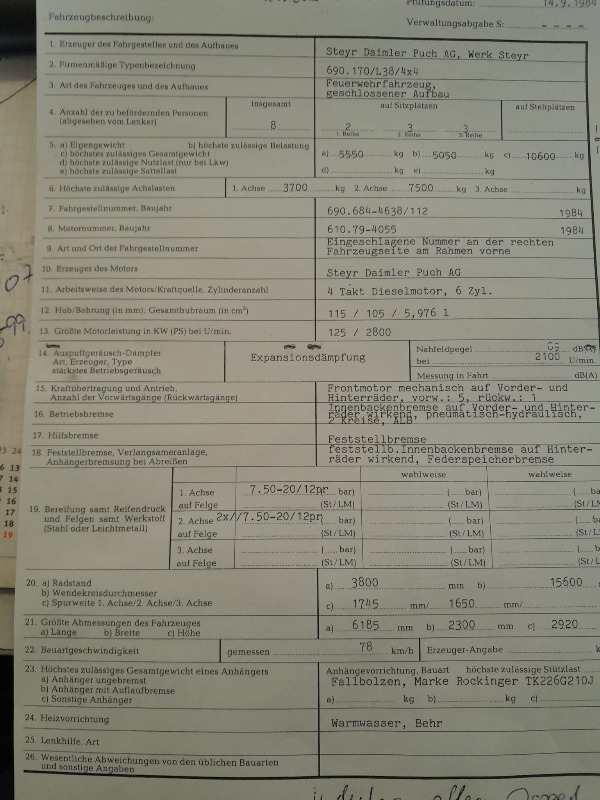 Prüfungsdatum: 14.9.1984
Fahrzeugbeschreibung:
Verwaltungsabgabe S: – – – –
1. Erzeuger des Fahrgestelles und des Aufbaues Steyr Daimler Puch AG, Werk Steyr
2. Firmenmäßige Typenbezeichnung 690.170/L38/4x4
3. Art des Fahrzeuges und des Aufbaues Feuerwehrfahrzeug,
geschlossener Aufbau
4. Anzahl der zu befördernden Personen
(abgesehen vom Lenker)
insgesamt
8
auf Sitzplätzen
2 3 3
1. Reihe 2. Reihe 3. Reihe
auf Stehplätzen
5. a) Eigengewicht b) höchste zulässige Belastung
c) höchstes zulässiges Gesamtgewicht
d) höchste zulässige Nutzlast (nur bei Lkw)
e) höchste zulässige Sattellast
a) 5550 kg b) 5050 kg c) 10600 kg
d) kg e) kg
6. Höchste zulässige Achslasten 1. Achse 3700 kg 2. Achse 7500 kg 3. Achse kg
7. Fahrgestellnummer, Baujahr 690.684-4638/112 1984
8. Motornummer, Baujahr 610.79-4055 1984
9. Art und Ort der Fahrgestellnummer Eingeschlagene Nummer an der rechten
Fahrzeugseite am Rahmen vorne
10. Erzeuger des Motors Steyr Daimler Puch AG
11. Arbeitsweise des Motors/Kraftquelle, Zylinderanzahl 4 Takt Dieselmotor, 6 Zyl.
12. Hub/Bohrung (in mm), Gesamthubraum (in cm³) 115 / 105 / 5,976 l
13. Größte Motorleistung in KW (PS) bei U/min. 125 / 2800
14. Auspuffgeräusch-Dämpfer
Art, Erzeuger, Type
stärkstes Betriebsgeräusch
Expansionsdämpfung
Nahfeldpegel dB(A)
bei 2100 U/min.
Messung in Fahrt dB(A)
15. Kraftübertragung und Antrieb,
Anzahl der Vorwärtsgänge (Rückwärtsgänge)
Frontmotor mechanisch auf Vorder- und
Hinterräder, vorw.: 5, rückw.: 1
16. Betriebsbremse Innenbackenbremse auf Vorder- und Hinter-
räder wirkend, pneumatisch-hydraulisch,
2 Kreise, ALB
17. Hilfsbremse Feststellbremse
18. Feststellbremse, Verlangsameranlage,
Anhängerbremsung bei Abreißen
feststellb.Innenbackenbremse auf Hinter-
räder wirkend, Federspeicherbremse
wahlweise wahlweise
19. Bereifung samt Reifendruck
und Felgen samt Werkstoff
(Stahl oder Leichtmetall)
1. Achse 7.50-20/12pr bar) (.... bar) (....
auf Felge (St/LM) (St/LM) (St/L
2. Achse 2x//7.50-20/12pr bar) (.... bar) (....
auf Felge (St/LM) (St/LM) (St/L
3. Achse (.... bar) (.... bar) (....
auf Felge (St/LM) (St/LM) (St/L
20. a) Radstand
b) Wendekreisdurchmesser
c) Spurweite 1. Achse/2. Achse/3. Achse
a) 3800 mm b) 15600
c) 1745 mm/ 1650 mm/
21. Größte Abmessungen des Fahrzeuges
a) Länge b) Breite c) Höhe
a) 6185 mm b) 2300 mm c) 2920
22. Bauartgeschwindigkeit gemessen 78 km/h Erzeuger-Angabe k
23. Höchstes zulässiges Gesamtgewicht eines Anhängers
a) Anhänger ungebremst
b) Anhänger mit Auflaufbremse
c) Sonstige Anhänger
Anhängevorrichtung, Bauart höchste zulässige Stützlast
Fallbolzen, Marke Rockinger TK226G210J
a) kg b) kg c)
24. Heizvorrichtung Warmwasser, Behr
25. Lenkhilfe, Art
26. Wesentliche Abweichungen von den üblichen Bauarten
und sonstige Angaben